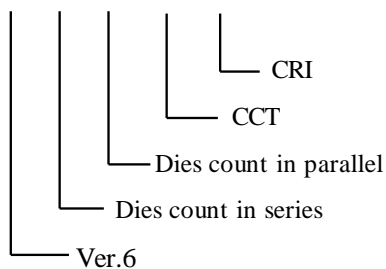 CRI
CCT
Dies count in parallel
Dies count in series
Ver.6